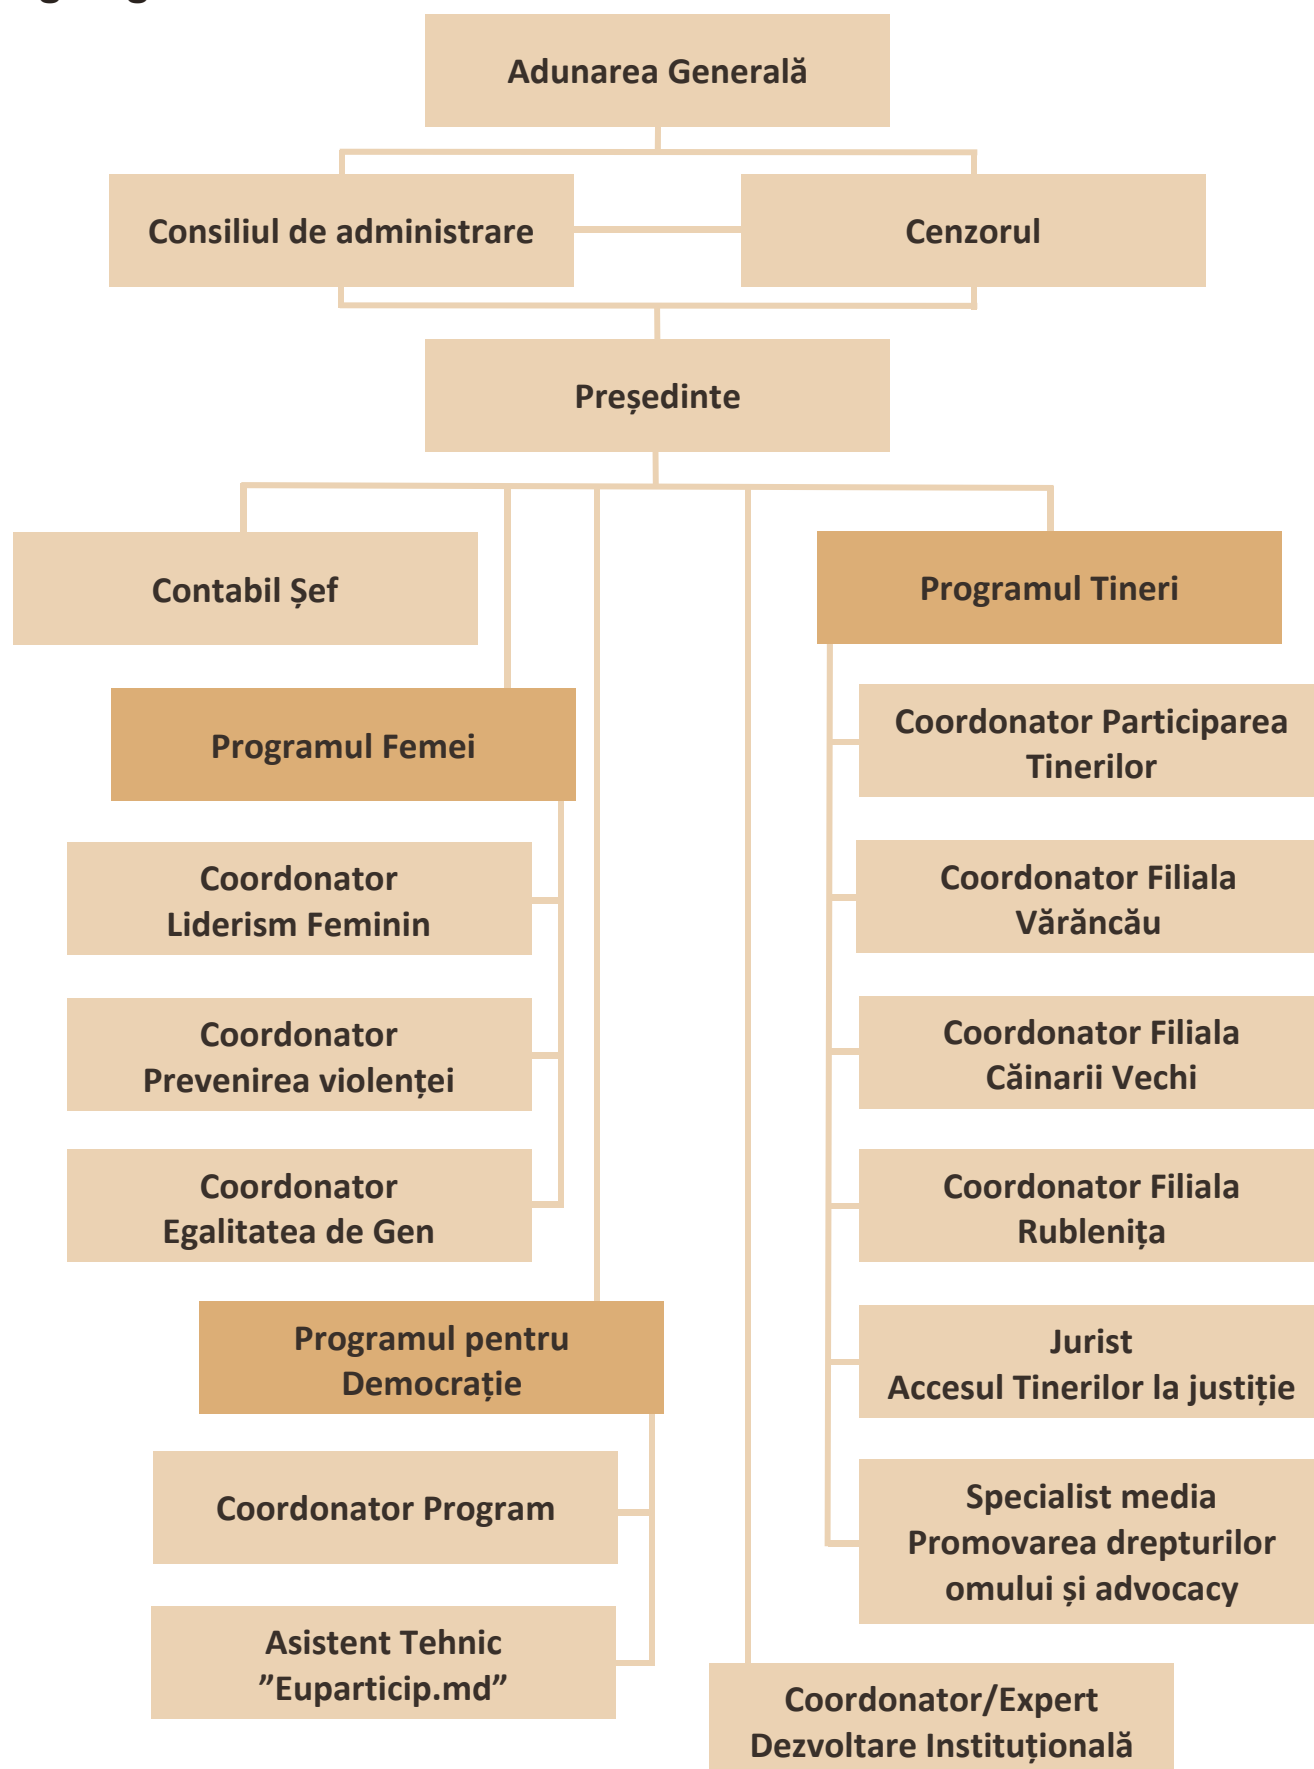 Adunarea Generală
Consiliul de administrare
Cenzorul
Președinte
Contabil Șef
Programul Femei
Coordonator
Liderism Feminin
Coordonator
Prevenirea violenței
Coordonator
Egalitatea de Gen
Programul pentru
Democrație
Coordonator Program
Asistent Tehnic
”Euparticip.md”
Programul Tineri
Coordonator Participarea
Tinerilor
Coordonator Filiala
Vărăncău
Coordonator Filiala
Căinarii Vechi
Coordonator Filiala
Rublenița
Jurist
Accesul Tinerilor la justiție
Specialist media
Promovarea drepturilor
omului și advocacy
Coordonator/Expert
Dezvoltare Instituțională